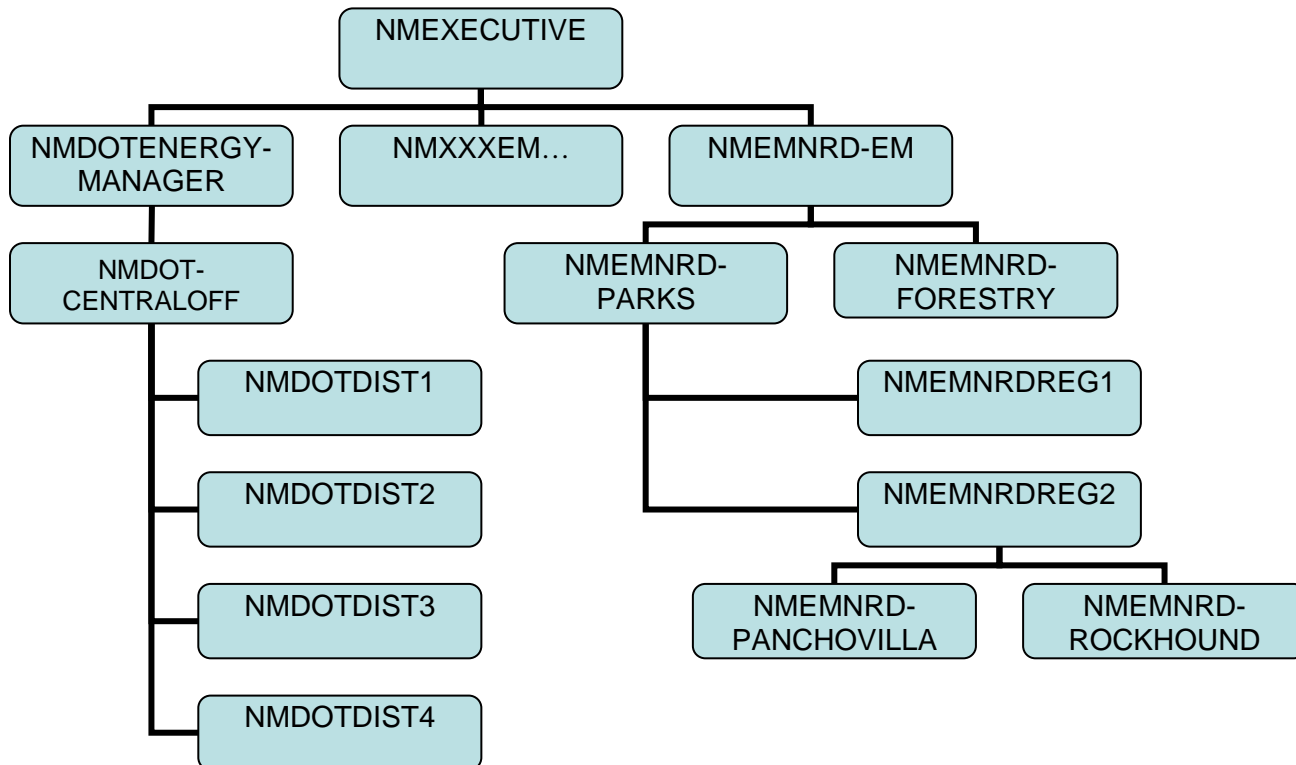 NMEXECUTIVE
NMDOTENERGY-
MANAGER
NMXXXEM…
NMEMNRD-EM
NMDOT-
CENTRALOFF
NMEMNRD-
PARKS
NMEMNRD-
FORESTRY
NMDOTDIST1
NMEMNRDREG1
NMDOTDIST2
NMEMNRDREG2
NMDOTDIST3
NMEMNRD-
PANCHOVILLA
NMEMNRD-
ROCKHOUND
NMDOTDIST4